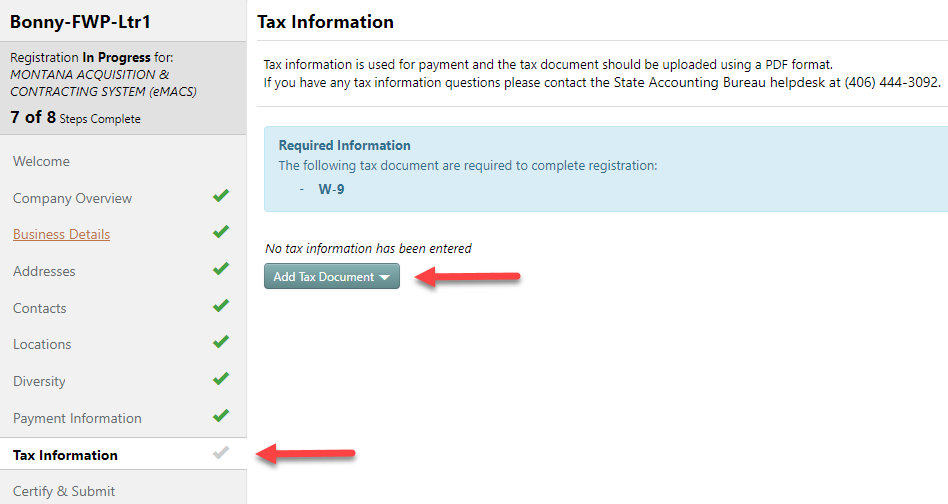 Bonny-FWP-Ltr1
Registration In Progress for:
MONTANA ACQUISITION &
CONTRACTING SYSTEM (eMACS)
7 of 8 Steps Complete
Welcome
Company Overview
Business Details
Addresses
Contacts
Locations
Diversity
Payment Information
Tax Information
Certify & Submit
Tax Information
Tax information is used for payment and the tax document should be uploaded using a PDF format.
If you have any tax information questions please contact the State Accounting Bureau helpdesk at (406) 444-3092.
Required Information
The following tax document are required to complete registration:
- W-9
No tax information has been entered
Add Tax Document